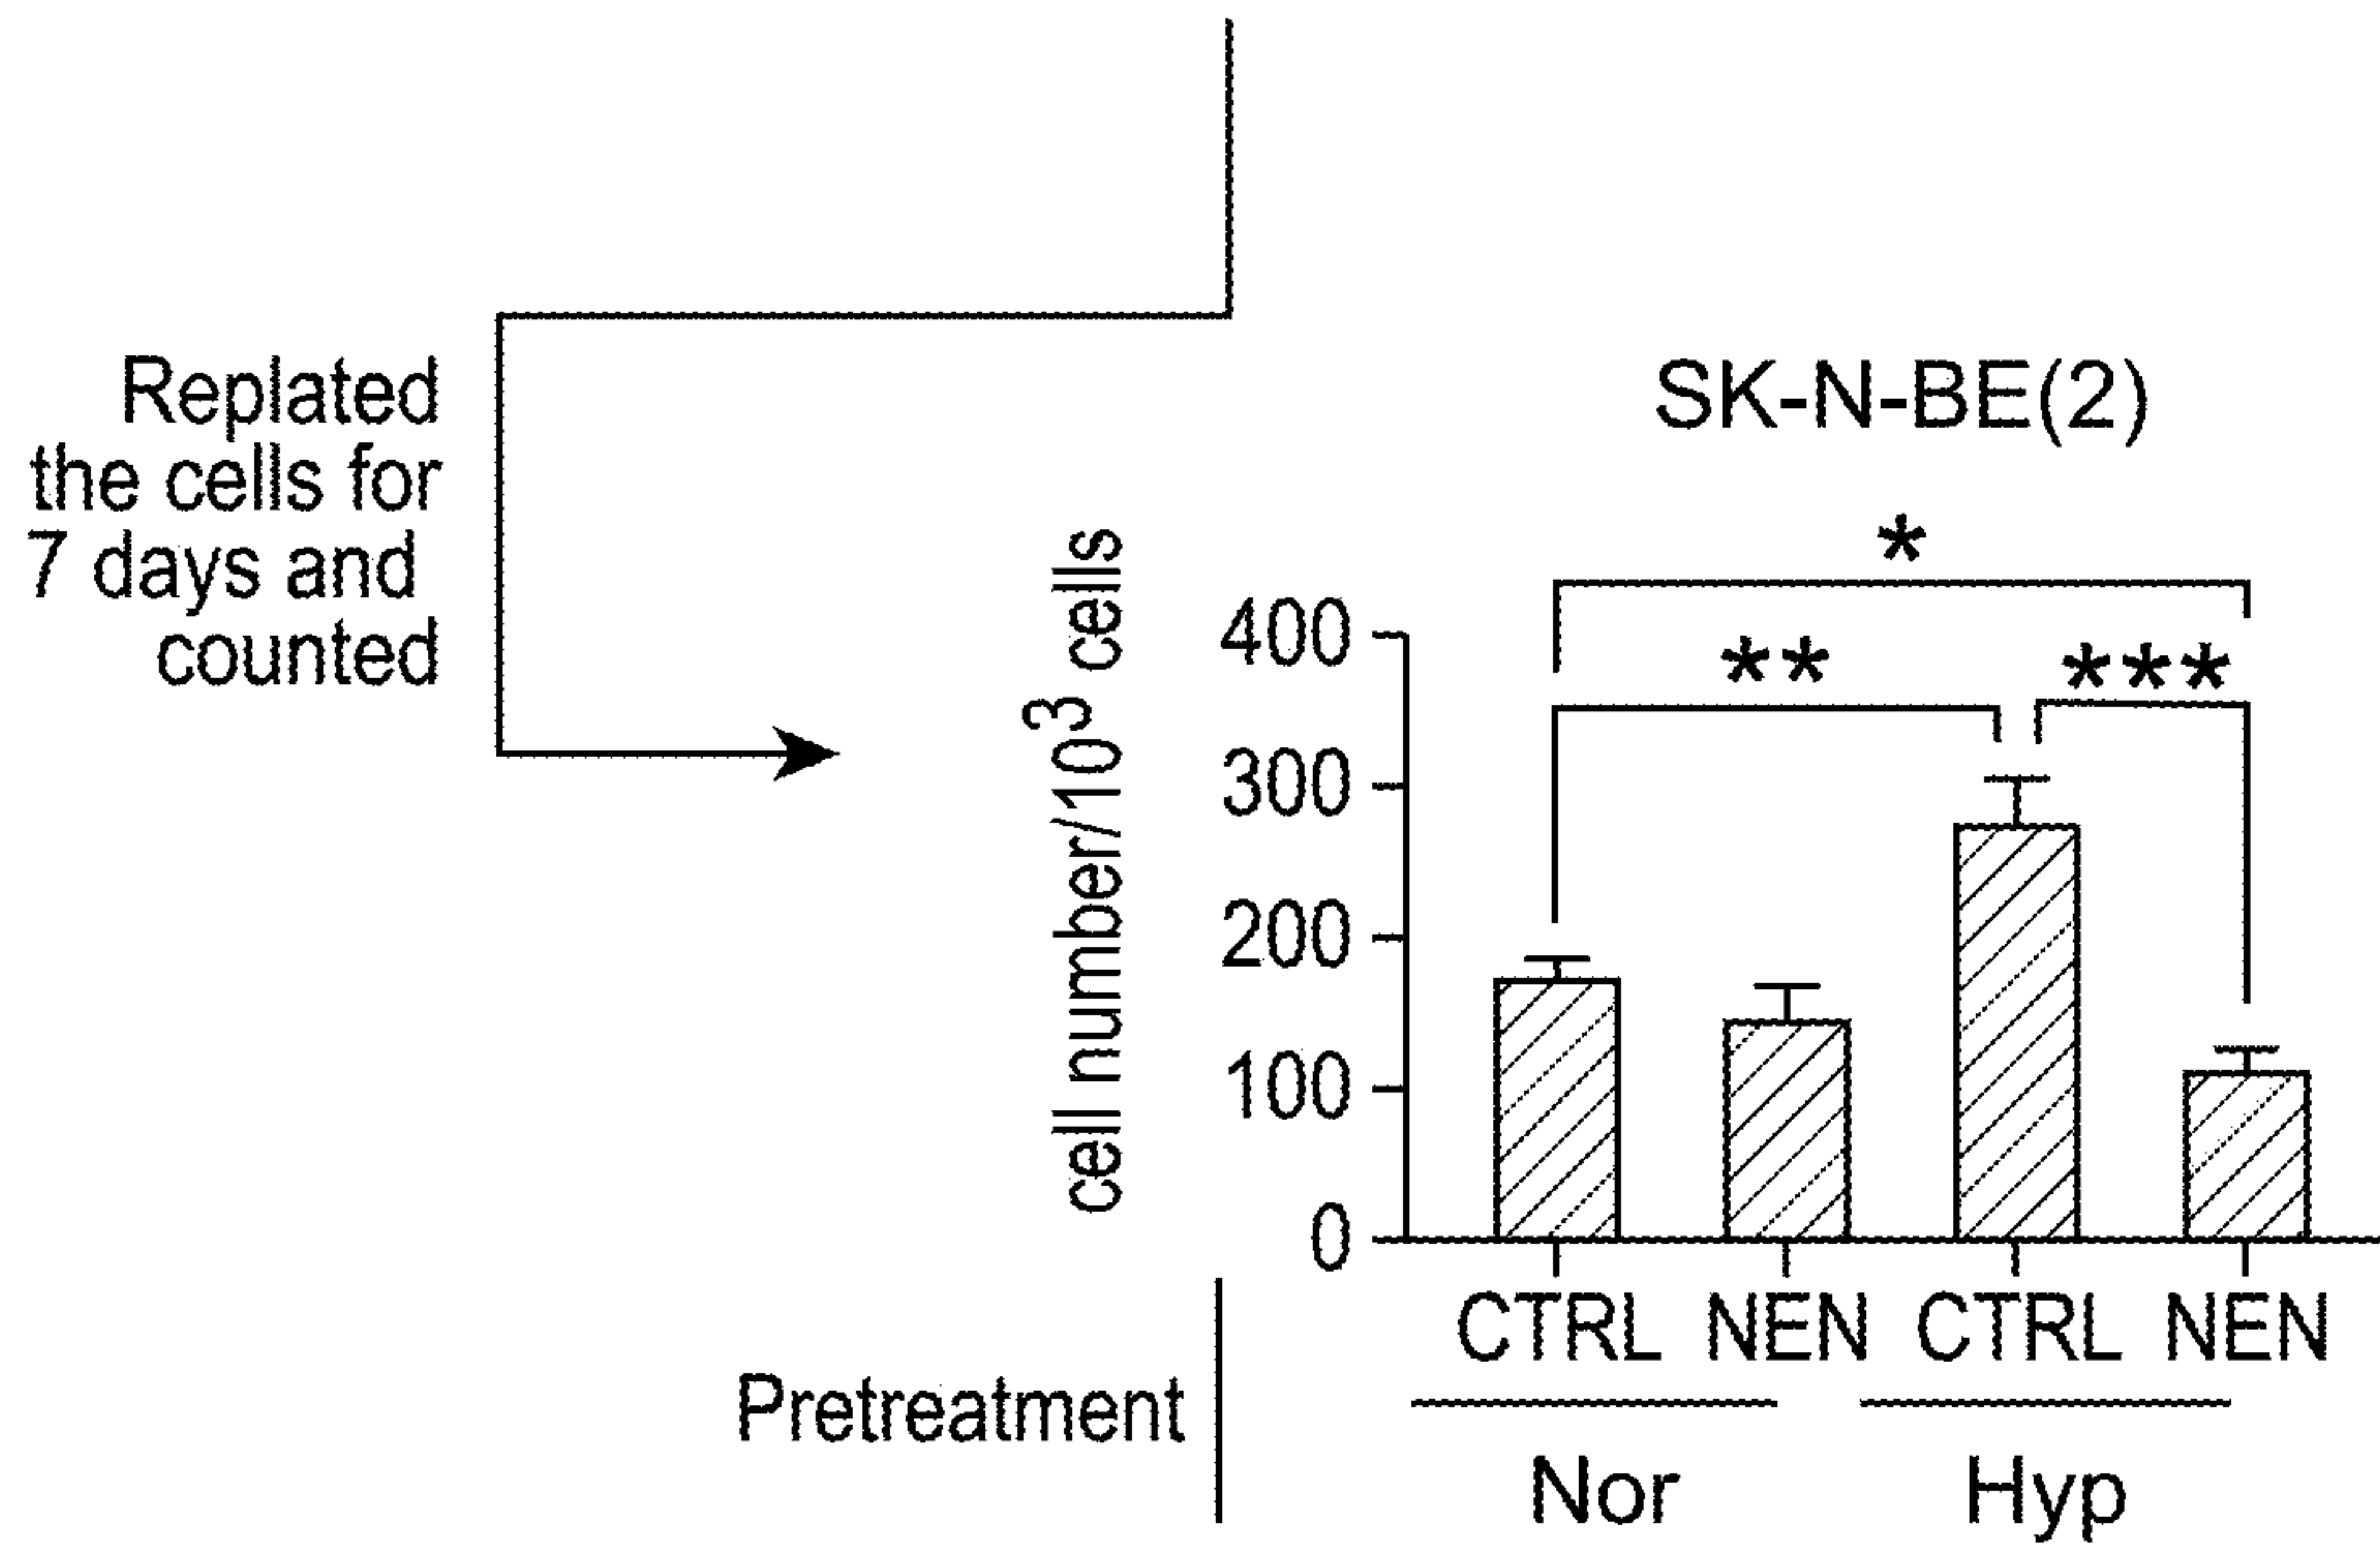 Replated
the cells for
7 days and
counted
SK-N-BE(2)
*
**
***
cell number/10³ cells
400
300
200
100
0
CTRL NEN CTRL NEN
Pretreatment
Nor Hyp